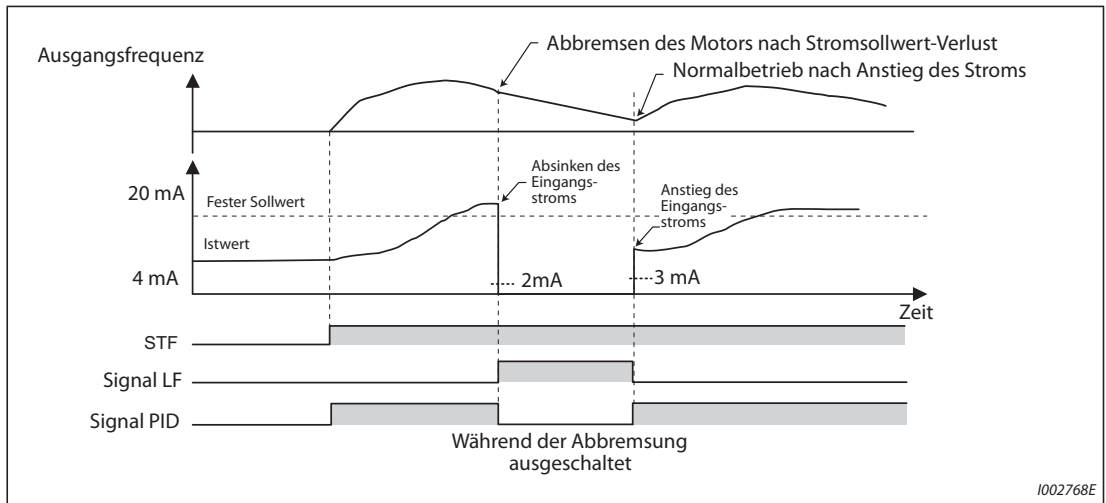 Ausgangsfrequenz
Abbremsen des Motors nach Stromsollwert-Verlust
Normalbetrieb nach Anstieg des Stroms
20 mA
Fester Sollwert
Absinken des
Eingangs-
stroms
Anstieg des
Eingangs-
stroms
Istwert
4 mA
2mA
3 mA
Zeit
STF
Signal LF
Signal PID
Während der Abbremsung
ausgeschaltet
I002768E